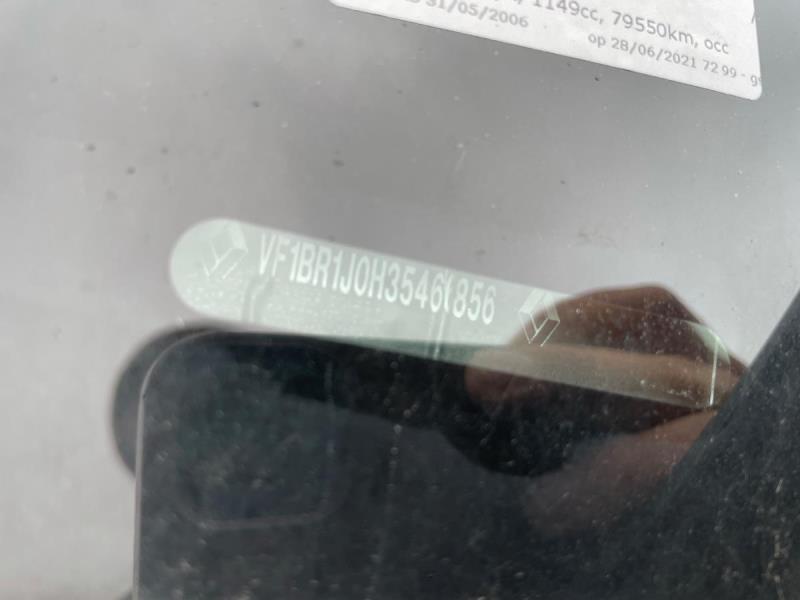 1149cc, 79550km, occ
31/05/2006 op 28/06/2021 72 99 -
VF1BR1J0H35461856